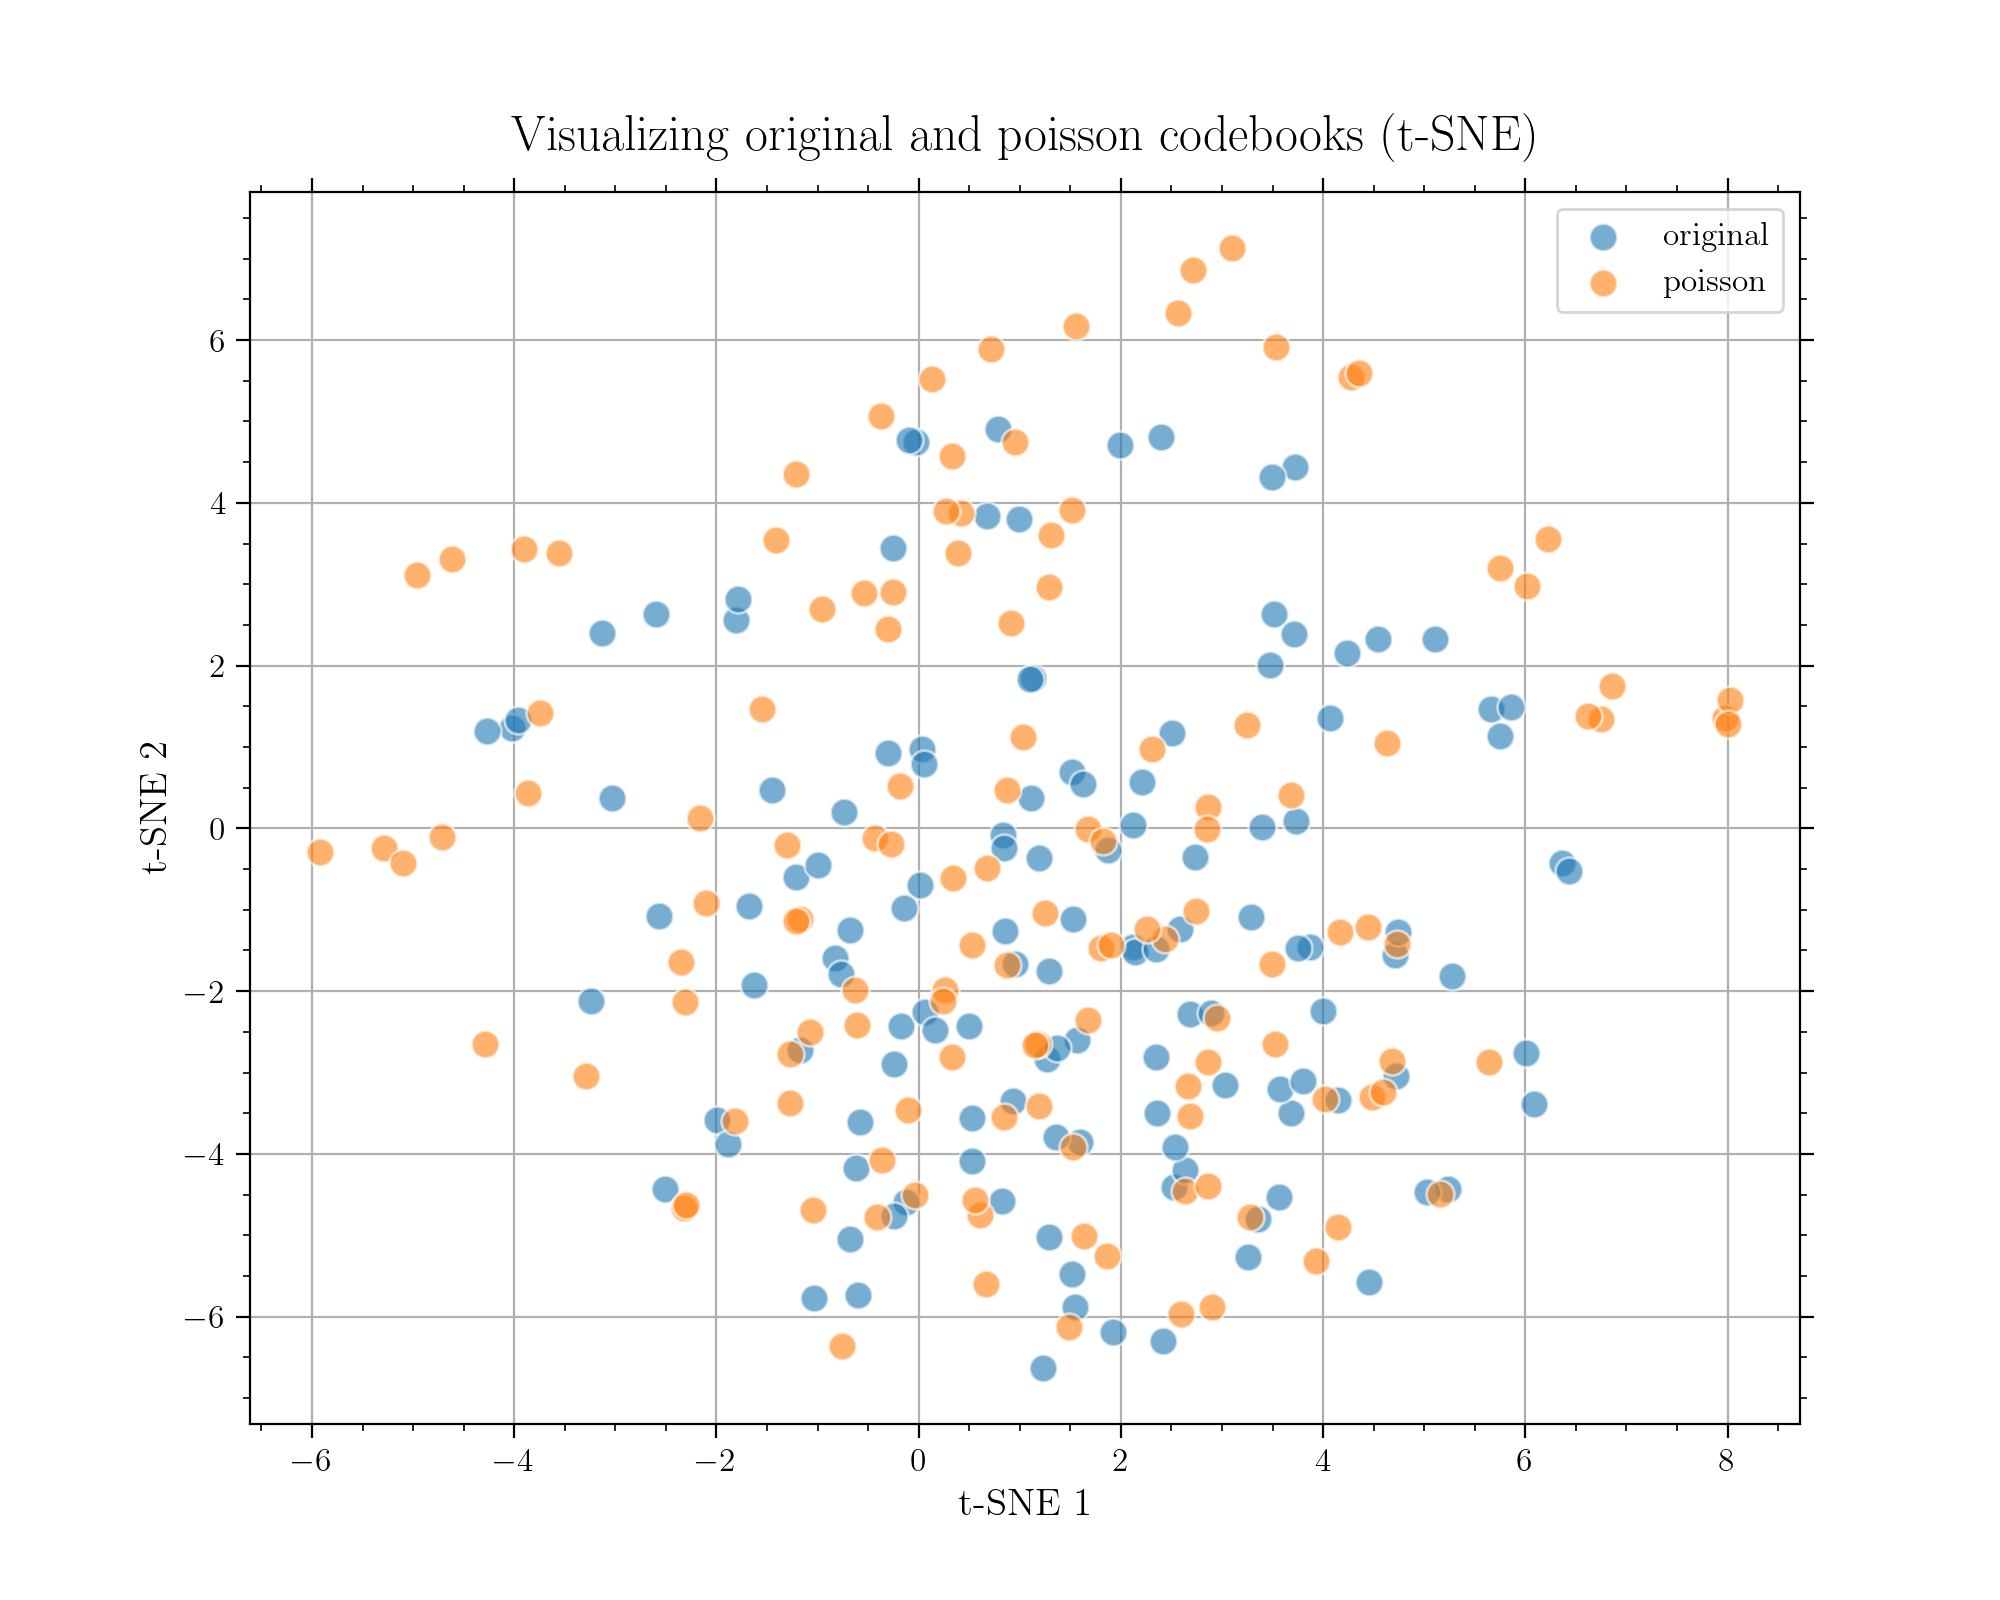 Visualizing original and poisson codebooks (t-SNE)
original
poisson
6
4
2
0
−2
−4
−6
t-SNE 2
−6 −4 −2 0 2 4 6 8
t-SNE 1